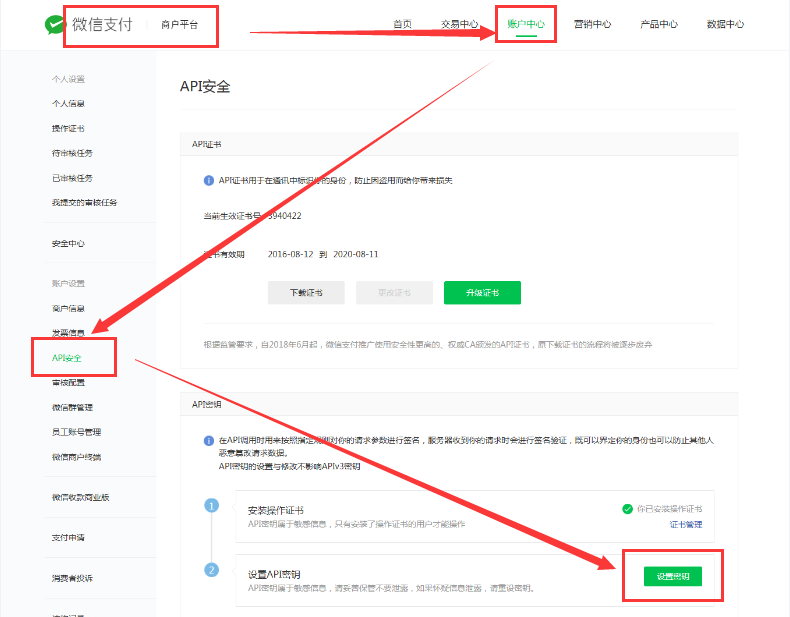 微信支付 商户平台 首页 交易中心 账户中心 营销中心 产品中心 数据中心
个人设置
个人信息
操作证书
待审核任务
已审核任务
我提交的审核任务
安全中心
账户设置
商户信息
发票信息
API安全
审核配置
微信群管理
员工账号管理
微信商户终端
微信收款商业版
支付申请
消费者投诉
API安全
API证书
API证书用于在通讯中标识你的身份，防止因盗用而给你带来损失
当前生效证书号 3940422
证书有效期 2016-08-12 到 2020-08-11
下载证书 更改证书 升级证书
根据监管要求，自2018年6月起，微信支付推广使用安全性更高的、权威CA颁发的API证书，原下载证书的流程将被逐步废弃
API密钥
在API调用时用来按照指定规则对你的请求参数进行签名，服务器收到你的请求时会进行签名验证，既可以界定你的身份也可以防止其他人
恶意篡改请求数据。
API密钥的设置与修改不影响APIv3密钥
1
安装操作证书
API密钥属于敏感信息，只有安装了操作证书的用户才能操作
你已安装操作证书
证书管理
2
设置API密钥
API密钥属于敏感信息，请妥善保管不要泄露，如果怀疑信息泄露，请重设密钥。
设置密钥